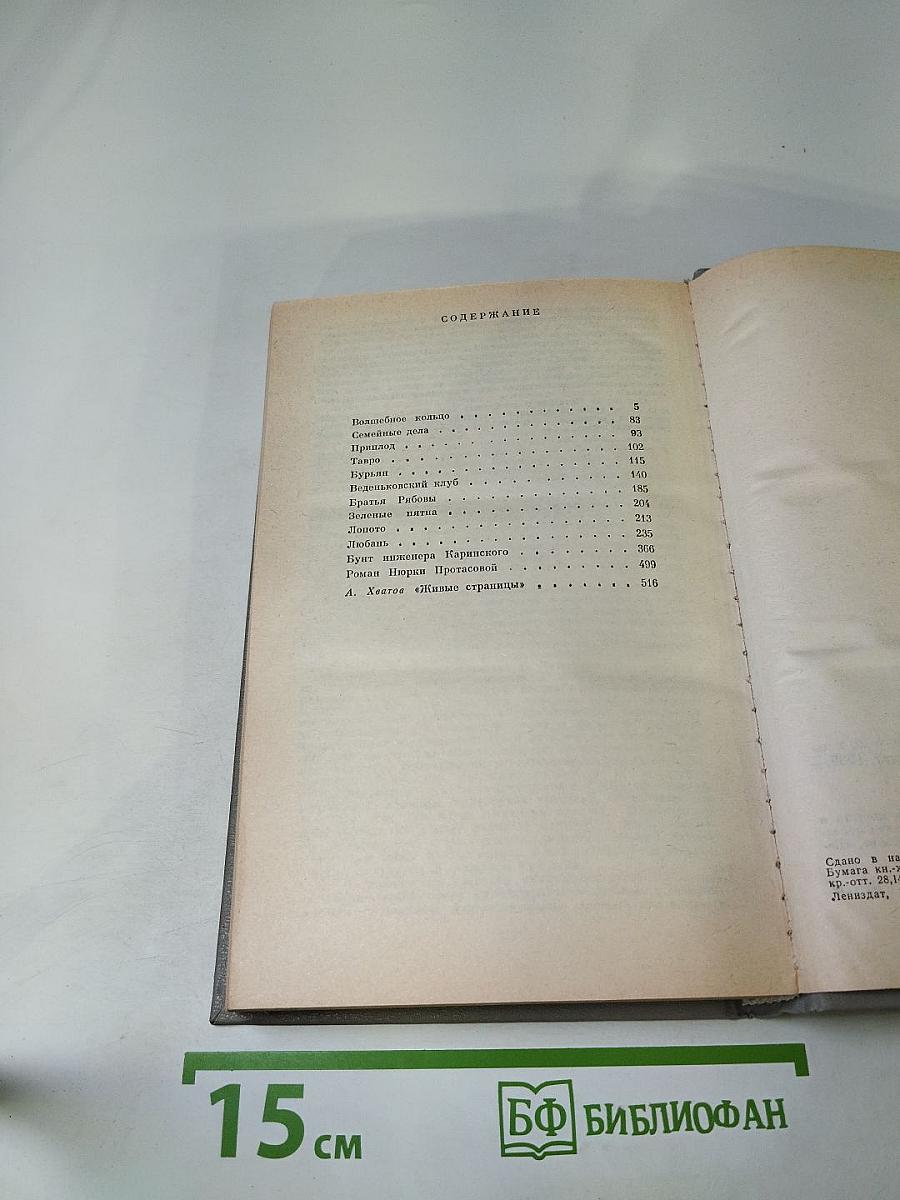 СОДЕРЖАНИЕ
Волшебное кольцо . . . . . . . . . . . . 5
Семейные дела . . . . . . . . . . . . . 83
Приплод . . . . . . . . . . . . . . . 93
Тавро . . . . . . . . . . . . . . . . 102
Бурьян . . . . . . . . . . . . . . . 115
Веденьковский клуб . . . . . . . . . . . 140
Братья Рябовы . . . . . . . . . . . . . 185
Зеленые пятна . . . . . . . . . . . . . 204
Лопото . . . . . . . . . . . . . . . 213
Любань . . . . . . . . . . . . . . . 235
Бунт инженера Каринского . . . . . . . . 366
Роман Нюрки Протасовой . . . . . . . . . 499
А. Хватов «Живые страницы» . . . . . . . 516
Сдано в на
Бумага кн.-ж
кр.-отт. 28,14
Лениздат,
15 см
БФ БИБЛИОФАН